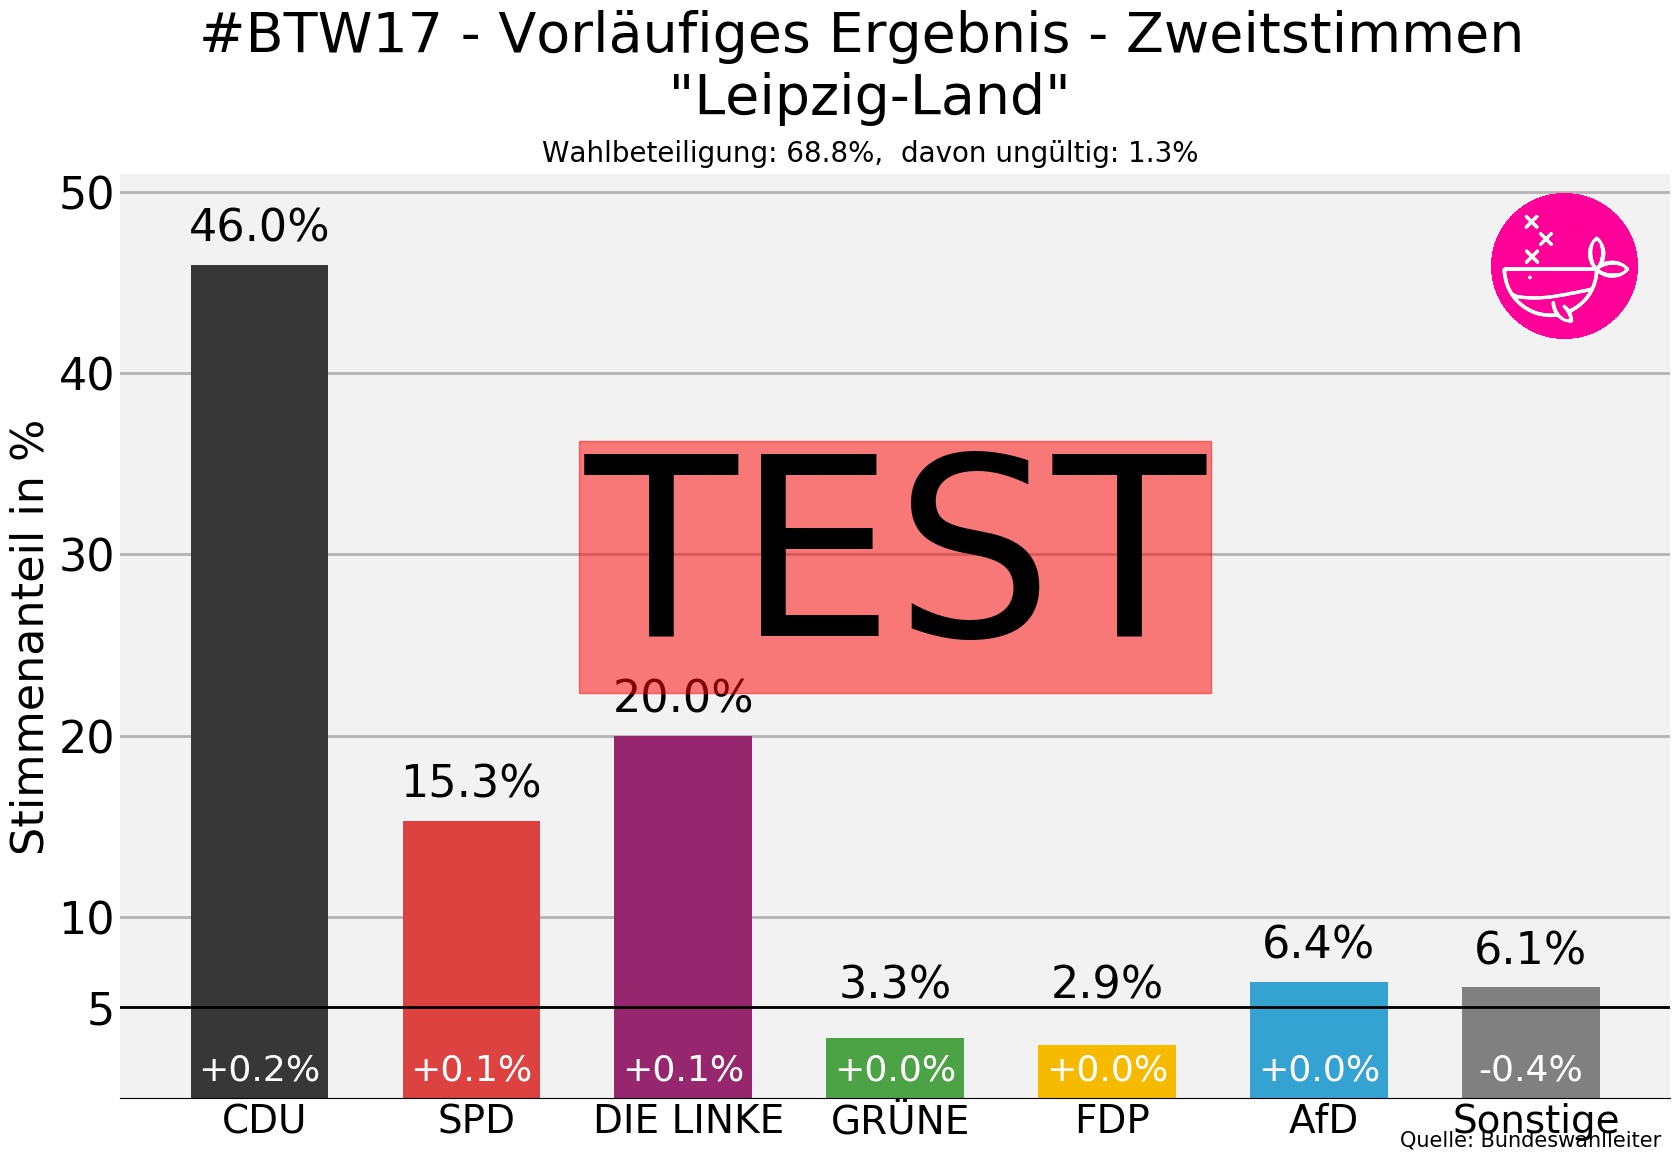 #BTW17 - Vorläufiges Ergebnis - Zweitstimmen
"Leipzig-Land"
Wahlbeteiligung: 68.8%,  davon ungültig: 1.3%
Stimmenanteil in %
50
40
30
20
10
5
46.0%
15.3%
20.0%
3.3%
2.9%
6.4%
6.1%
TEST
+0.2%
+0.1%
+0.1%
+0.0%
+0.0%
+0.0%
-0.4%
CDU
SPD
DIE LINKE
GRÜNE
FDP
AfD
Sonstige
Quelle: Bundeswahlleiter